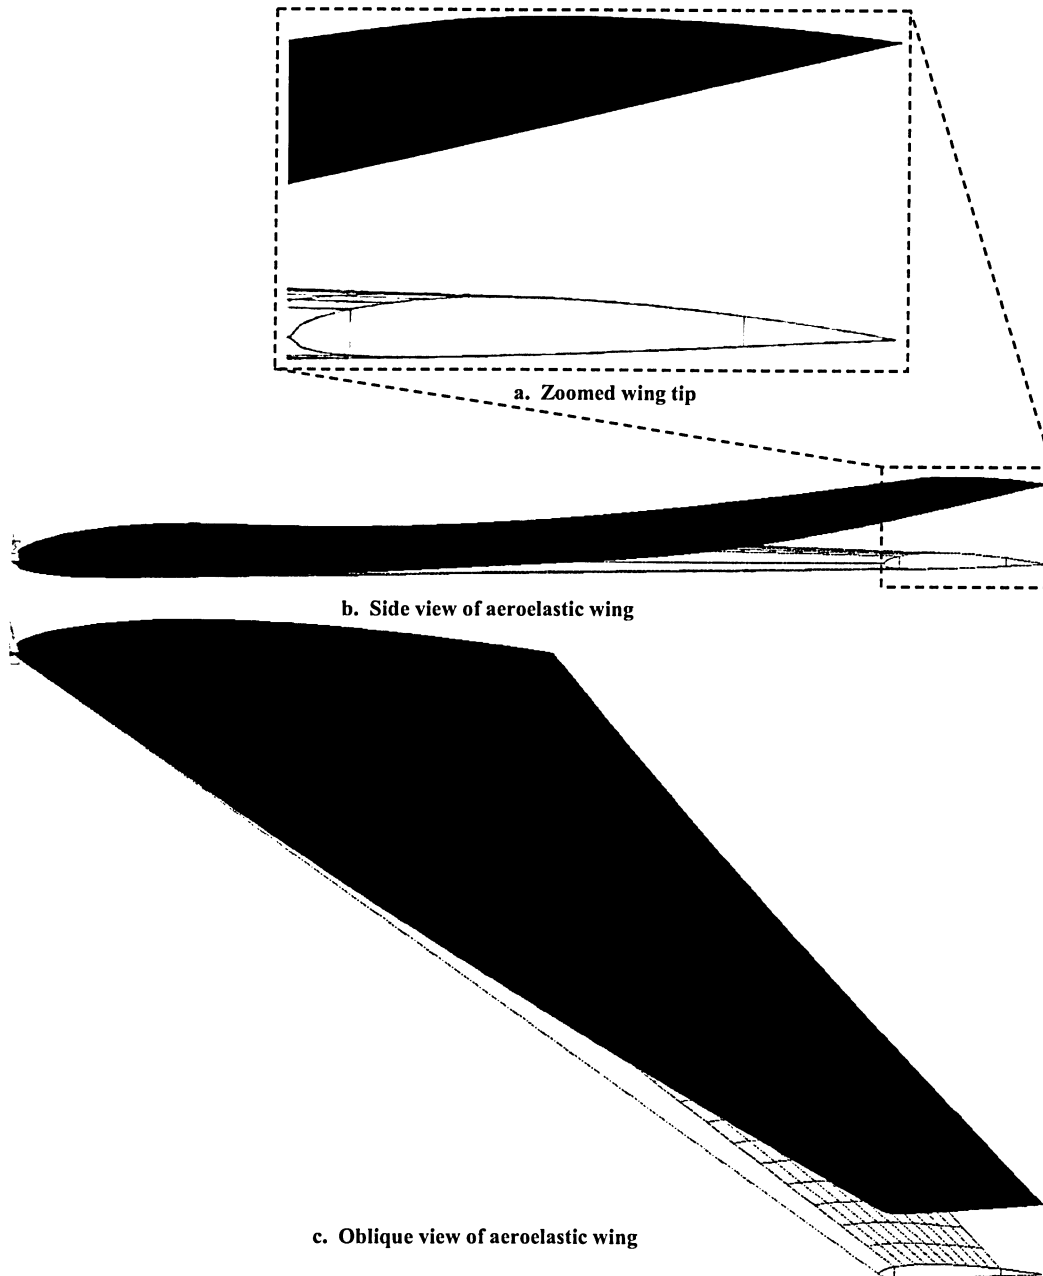 a. Zoomed wing tip
b. Side view of aeroelastic wing
c. Oblique view of aeroelastic wing